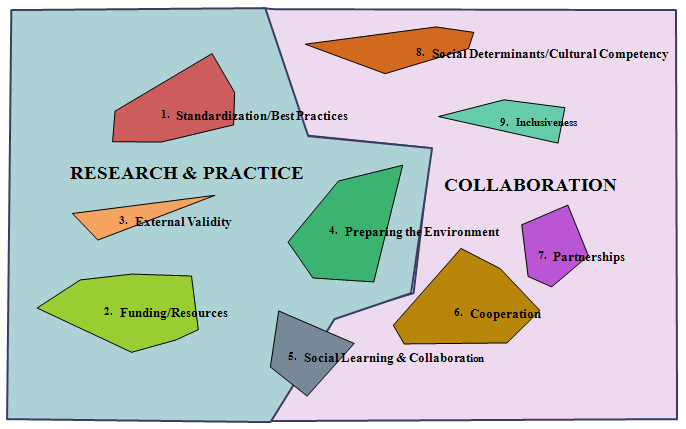 8. Social Determinants/Cultural Competency
1. Standardization/Best Practices
9. Inclusiveness
RESEARCH & PRACTICE
COLLABORATION
3. External Validity
4. Preparing the Environment
7. Partnerships
2. Funding/Resources
6. Cooperation
5. Social Learning & Collaboration